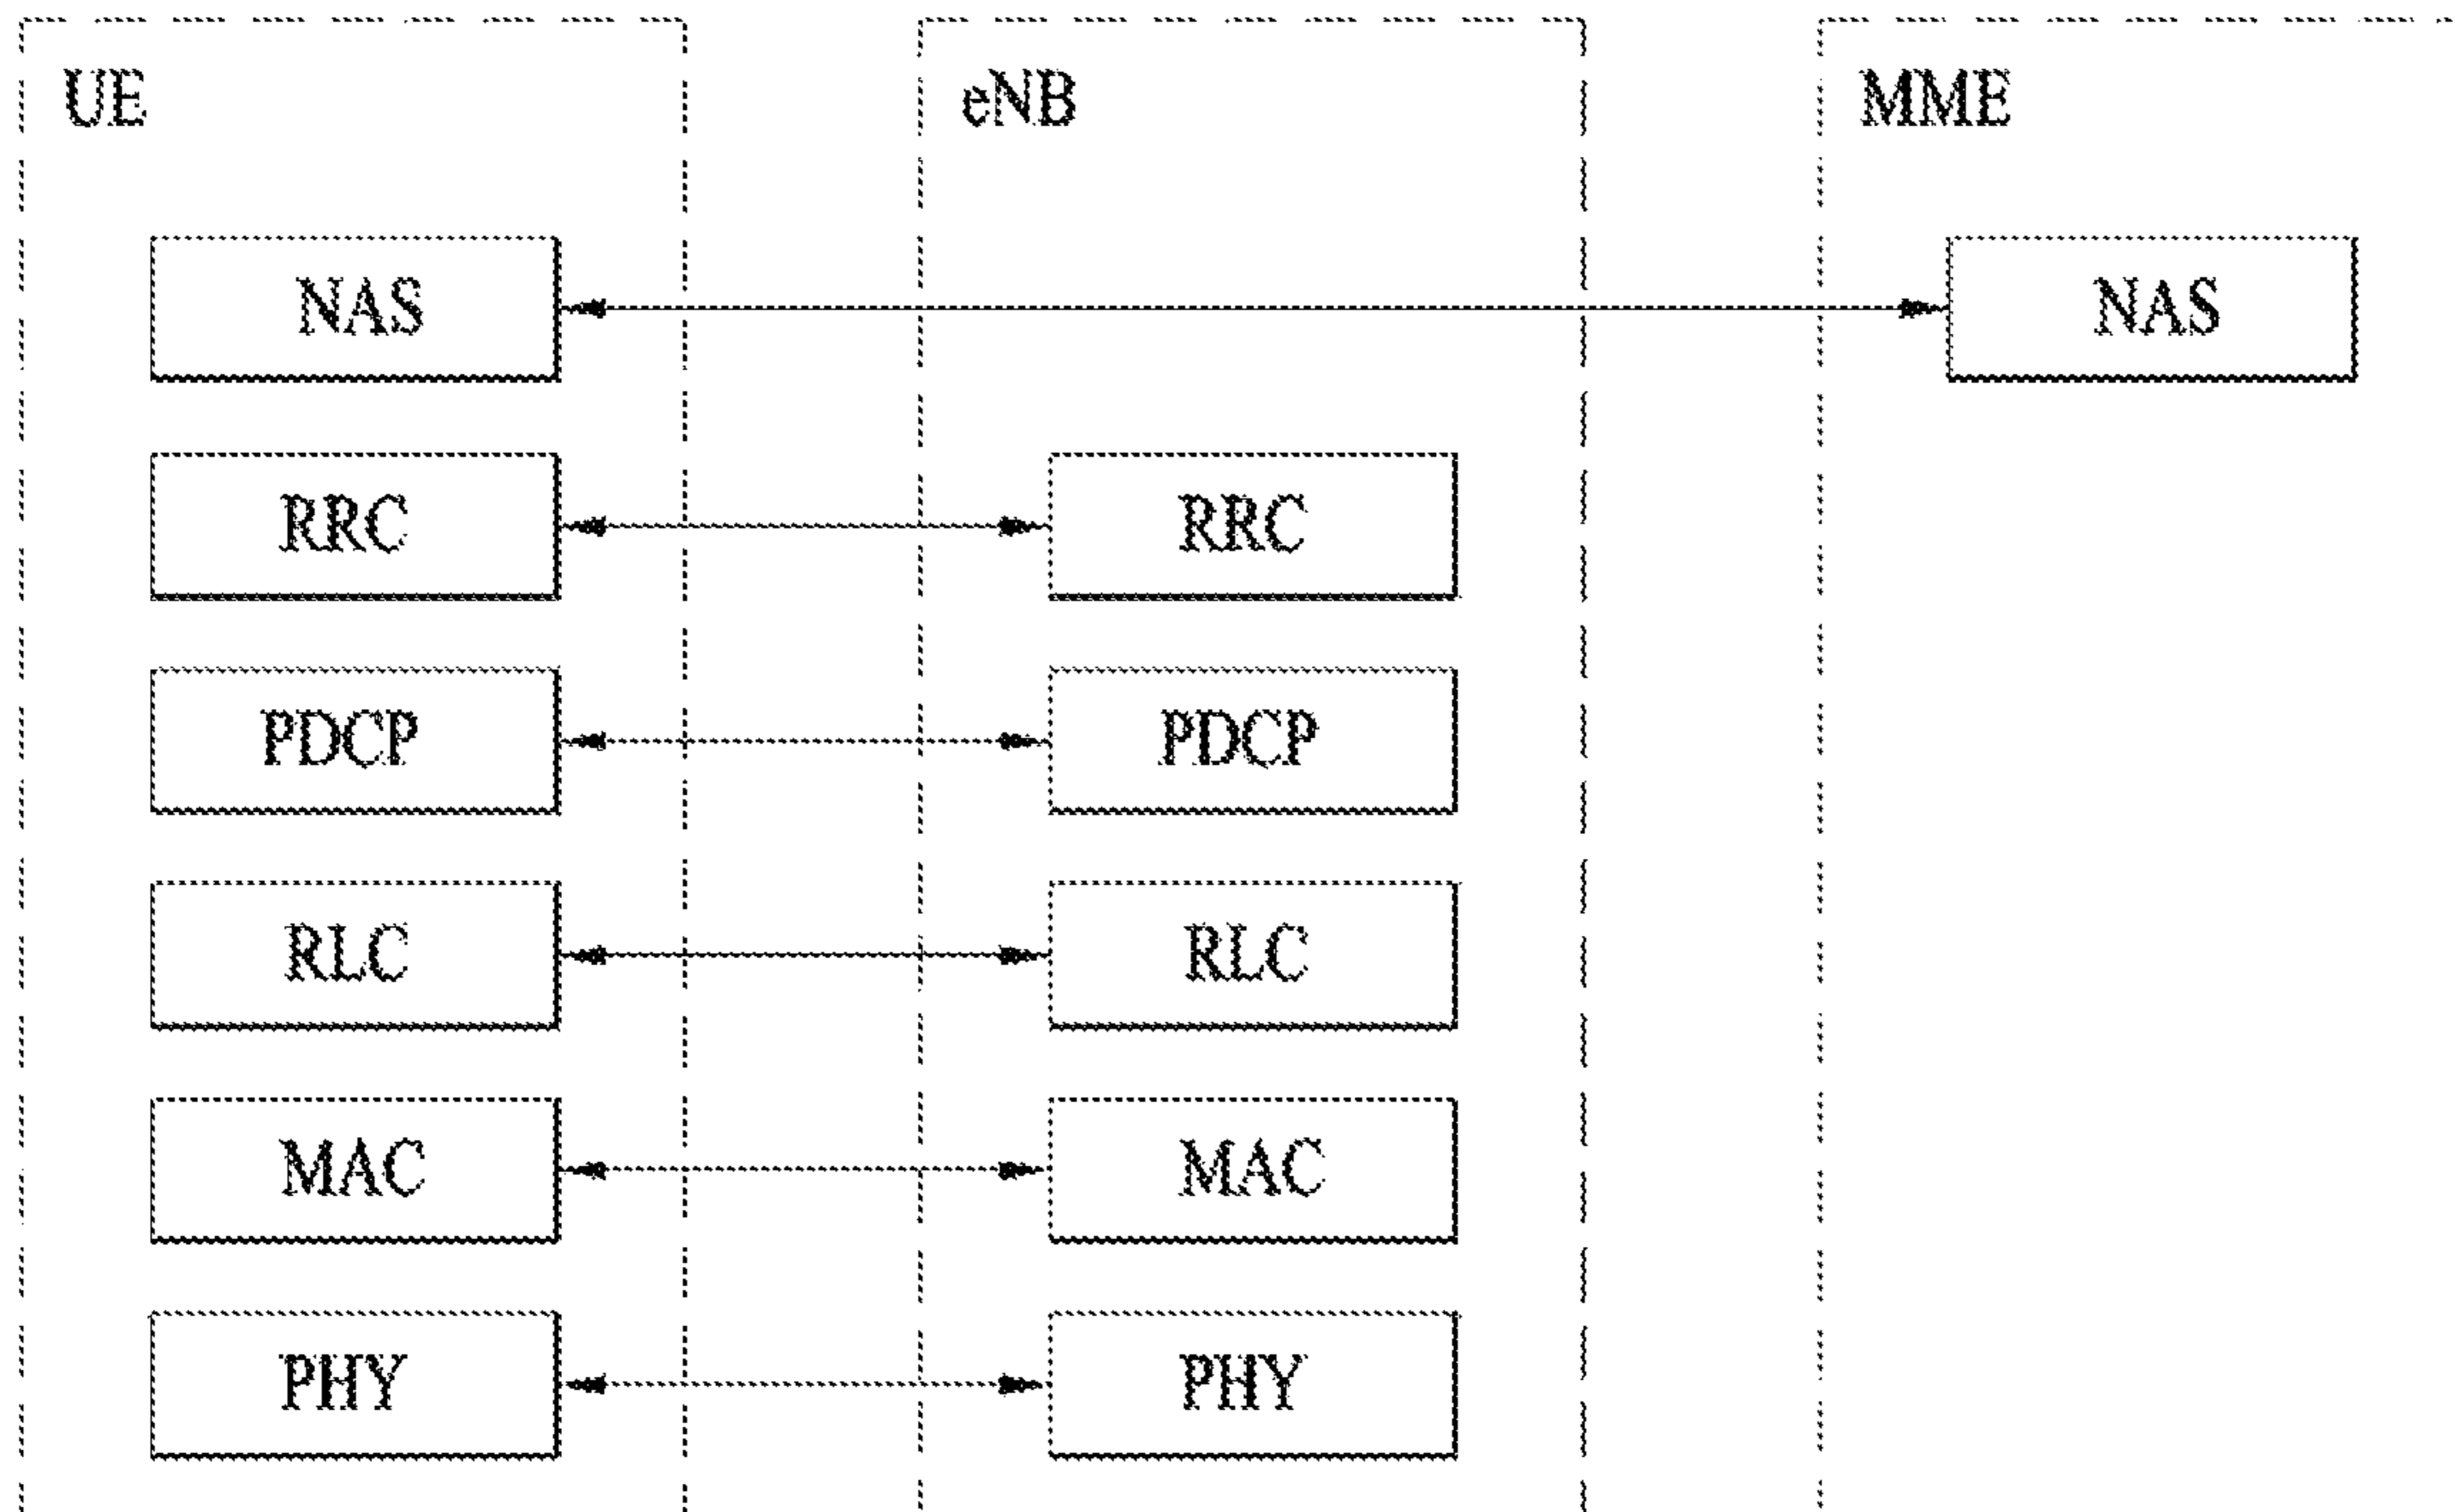 UE eNB MME
NAS NAS
RRC RRC
PDCP PDCP
RLC RLC
MAC MAC
PHY PHY